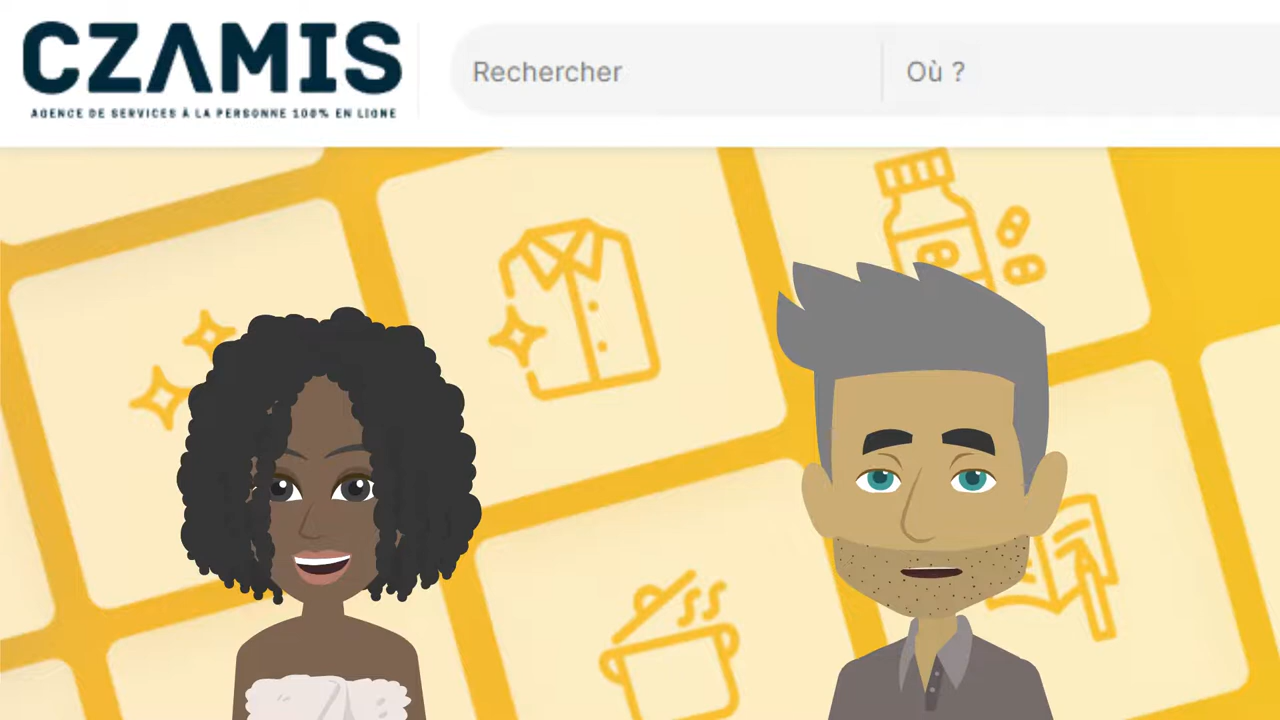 CZAMIS
AGENCE DE SERVICES À LA PERSONNE 100% EN LIGNE
Rechercher
Où ?